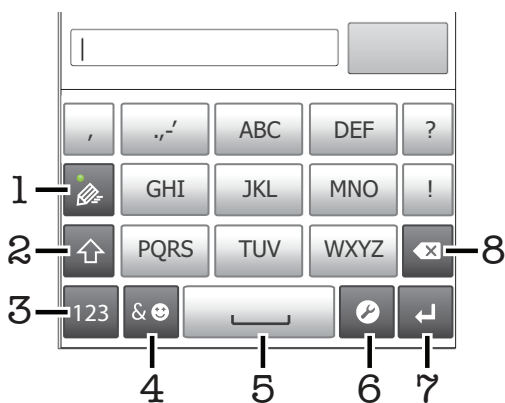 , .,-′ ABC DEF ?
1 GHI JKL MNO !
2 PQRS TUV WXYZ 8
3 123 &
4 5 6 7